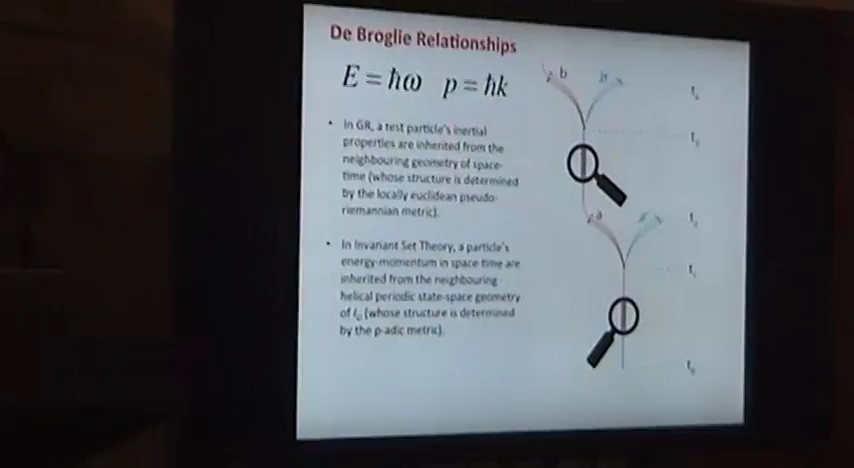 De Broglie Relationships
E = ħω p = ħk
• In GR, a test particle's inertial
properties are inherited from the
neighbouring geometry of space-
time (whose structure is determined
by the locally euclidean pseudo-
riemannian metric).
• In Invariant Set Theory, a particle's
energy-momentum in space-time are
inherited from the neighbouring
helical periodic state-space geometry
of I (whose structure is determined
by the p-adic metric).
b
a